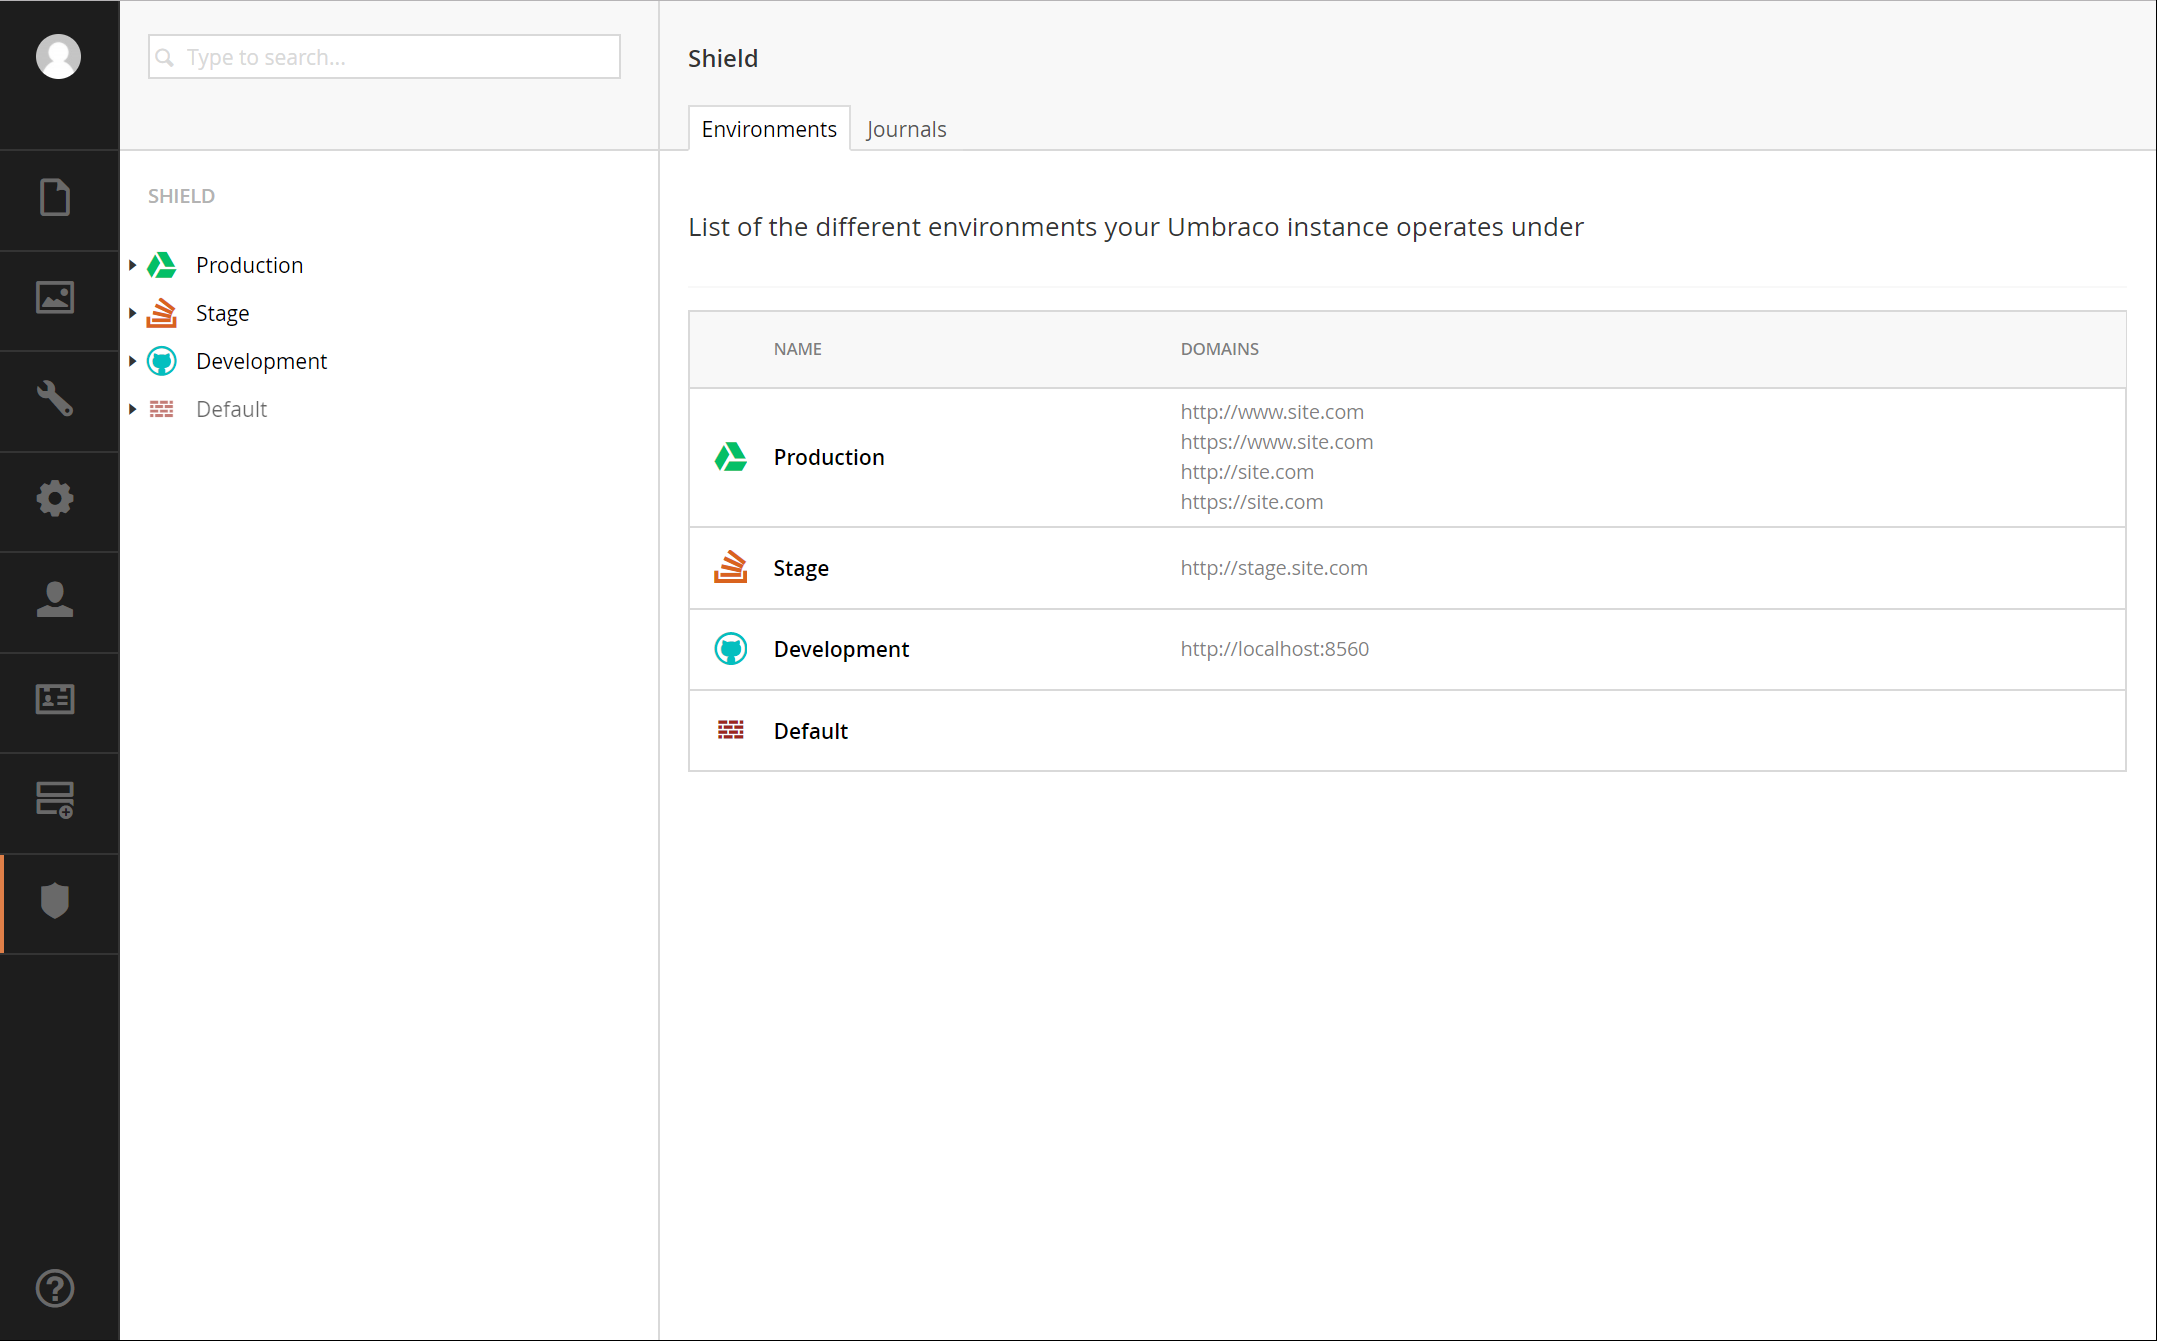 Type to search...
SHIELD
Production
Stage
Development
Default
Shield
Environments
Journals
List of the different environments your Umbraco instance operates under
NAME DOMAINS
Production
http://www.site.com
https://www.site.com
http://site.com
https://site.com
Stage http://stage.site.com
Development http://localhost:8560
Default